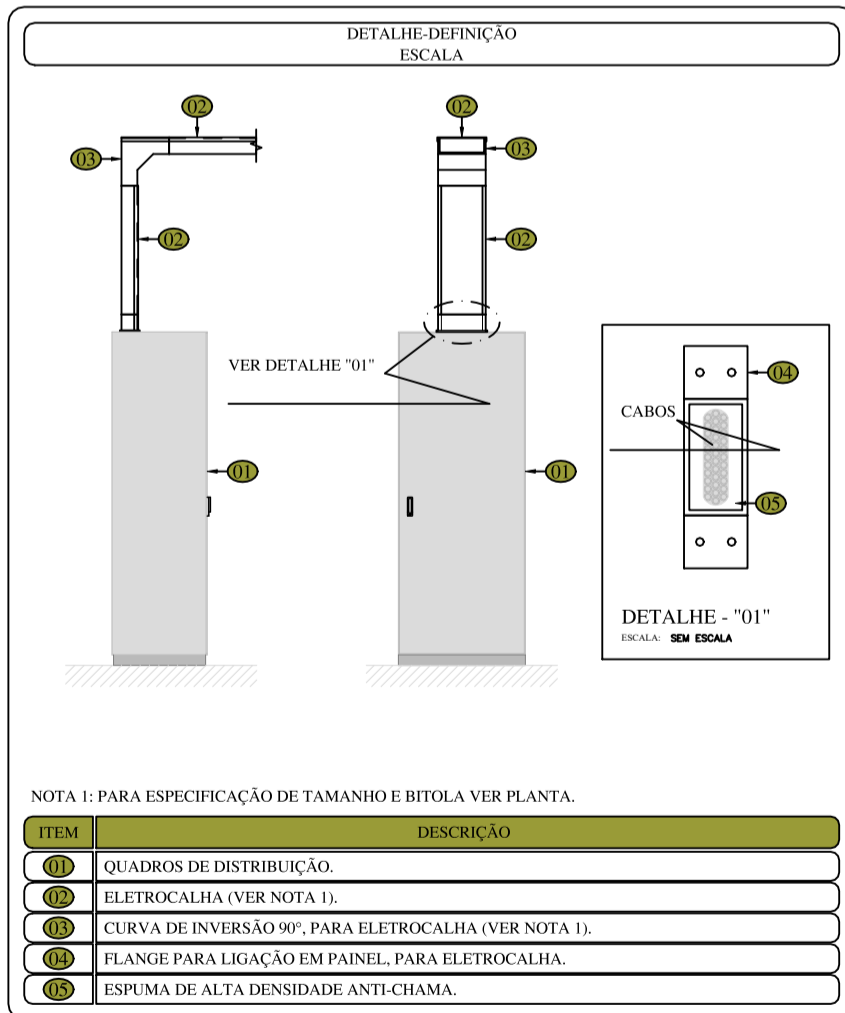 DETALHE-DEFINIÇÃO
ESCALA
02
03
02
02
03
02
VER DETALHE "01"
01
01
CABOS
04
05
DETALHE - "01"
ESCALA: SEM ESCALA
NOTA 1: PARA ESPECIFICAÇÃO DE TAMANHO E BITOLA VER PLANTA.
ITEM DESCRIÇÃO
01 QUADROS DE DISTRIBUIÇÃO.
02 ELETROCALHA (VER NOTA 1).
03 CURVA DE INVERSÃO 90°, PARA ELETROCALHA (VER NOTA 1).
04 FLANGE PARA LIGAÇÃO EM PAINEL, PARA ELETROCALHA.
05 ESPUMA DE ALTA DENSIDADE ANTI-CHAMA.